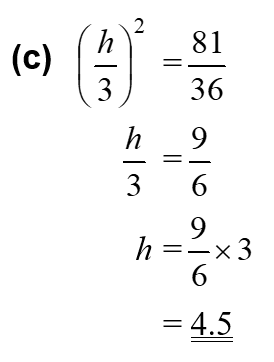 (c) (h/3)² = 81/36
h/3 = 9/6
h = 9/6 × 3
= 4.5